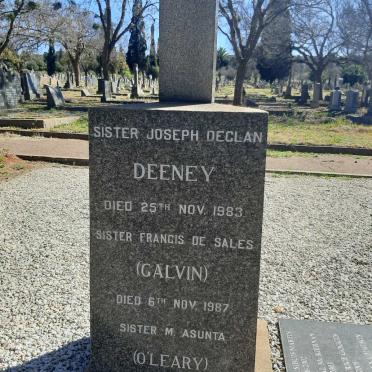 SISTER JOSEPH DECLAN
DEENEY
DIED 25TH NOV. 1983
SISTER FRANCIS DE SALES
(GALVIN)
DIED 6TH NOV. 1987
SISTER M ASUNTA
(O'LEARY)